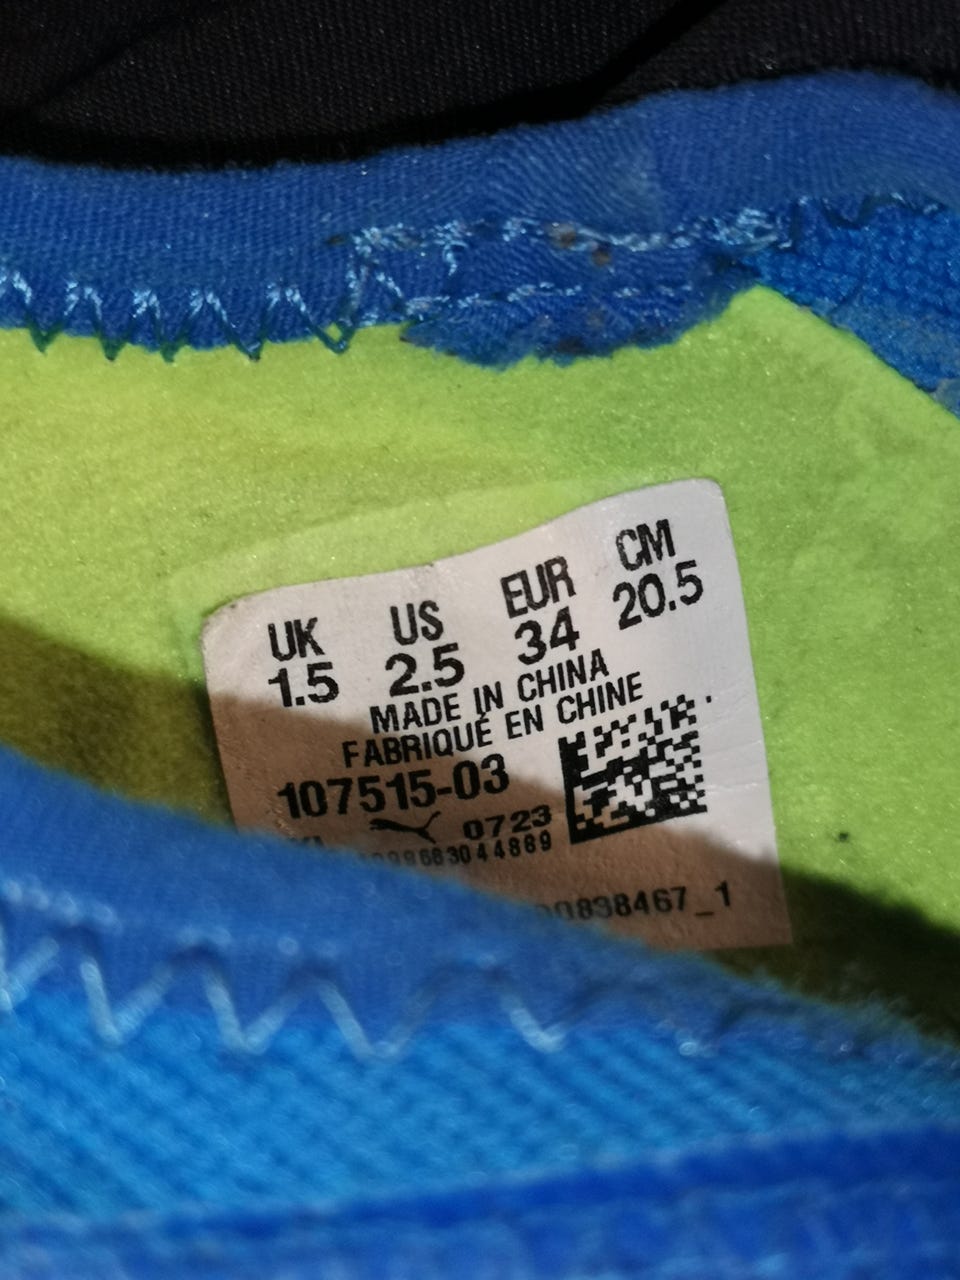 UK US EUR CM
1.5 2.5 34 20.5
MADE IN CHINA
FABRIQUÉ EN CHINE
107515-03
0723